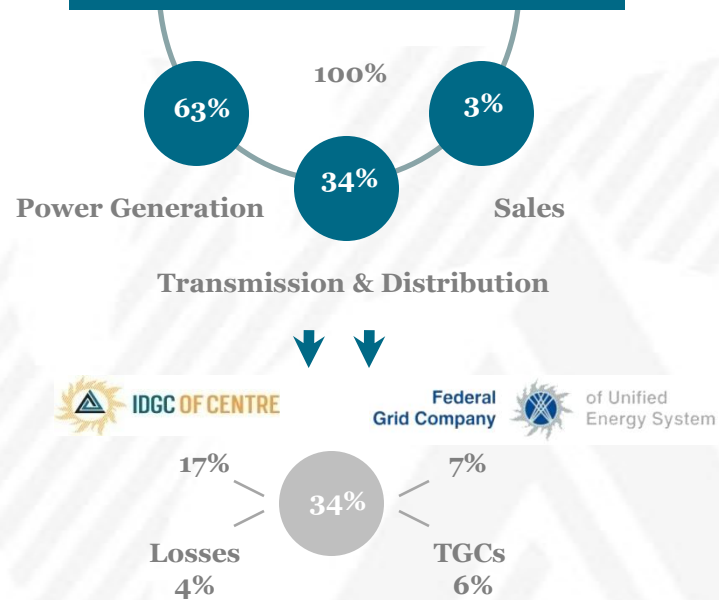 100%
63%
3%
34%
Power Generation
Sales
Transmission & Distribution
IDGC OF CENTRE
Federal
Grid Company
of Unified
Energy System
17%
7%
34%
Losses
4%
TGCs
6%